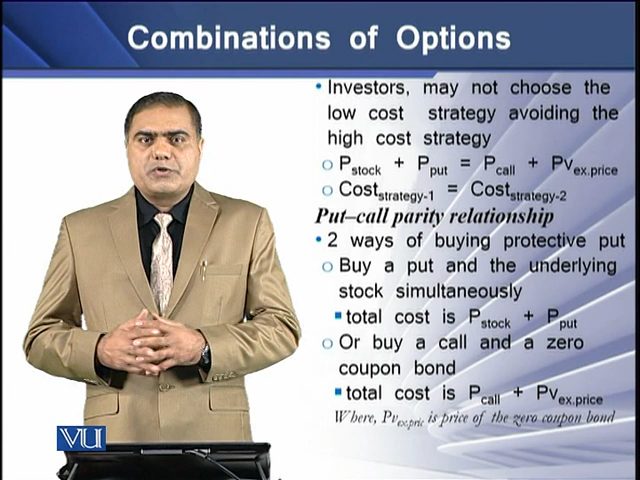 Combinations of Options
• Investors, may not choose the
low cost strategy avoiding the
high cost strategy
o Pstock + Pput = Pcall + Pvex.price
o Coststrategy-1 = Coststrategy-2
Put–call parity relationship
• 2 ways of buying protective put
o Buy a put and the underlying
stock simultaneously
▪ total cost is Pstock + Pput
o Or buy a call and a zero
coupon bond
▪ total cost is Pcall + Pvex.price
Where, Pvex.pric is price of the zero coupon bond
VU